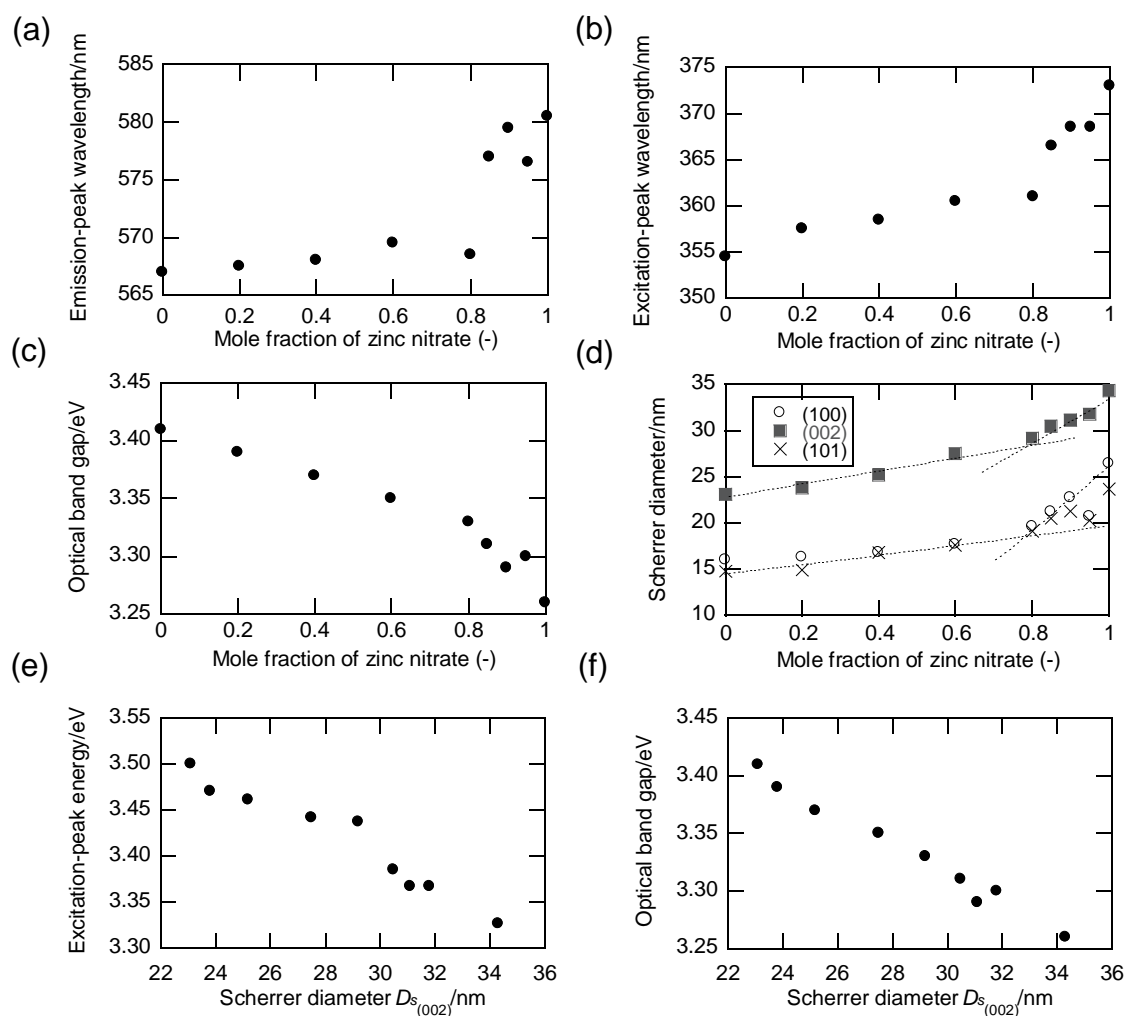 (a)
Emission-peak wavelength/nm
585
580
575
570
565
0 0.2 0.4 0.6 0.8 1
Mole fraction of zinc nitrate (-)
(b)
Excitation-peak wavelength/nm
375
370
365
360
355
350
0 0.2 0.4 0.6 0.8 1
Mole fraction of zinc nitrate (-)
(c)
Optical band gap/eV
3.45
3.40
3.35
3.30
3.25
0 0.2 0.4 0.6 0.8 1
Mole fraction of zinc nitrate (-)
(d)
Scherrer diameter/nm
35
30
25
20
15
10
(100)
(002)
(101)
0 0.2 0.4 0.6 0.8 1
Mole fraction of zinc nitrate (-)
(e)
Excitation-peak energy/eV
3.55
3.50
3.45
3.40
3.35
3.30
22 24 26 28 30 32 34 36
Scherrer diameter Ds(002)/nm
(f)
Optical band gap/eV
3.45
3.40
3.35
3.30
3.25
22 24 26 28 30 32 34 36
Scherrer diameter Ds(002)/nm